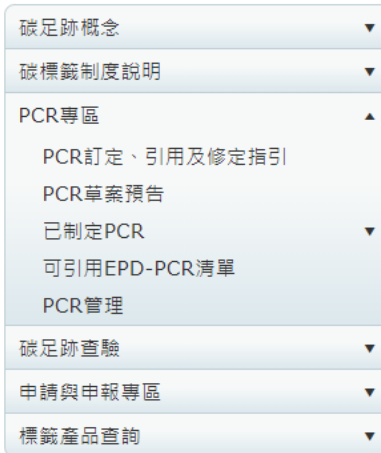 碳足跡概念
碳標籤制度說明
PCR專區
PCR訂定、引用及修定指引
PCR草案預告
已制定PCR
可引用EPD-PCR清單
PCR管理
碳足跡查驗
申請與申報專區
標籤產品查詢